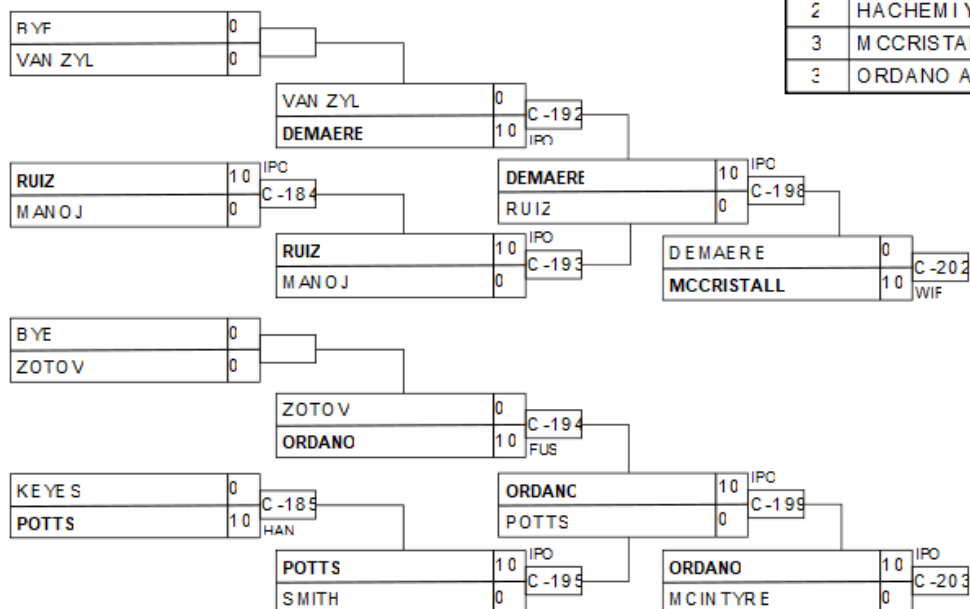 BYE 0
VAN ZYL 0
2 HACHEMI Y
3 MCCRISTAL
3 ORDANO A
VAN ZYL 0
DEMAERE 10
C-192
IPO
RUIZ 10
MANOJ 0
IPO
C-184
DEMAERE 10
RUIZ 0
IPO
C-198
RUIZ 10
MANOJ 0
IPO
C-193
DEMAERE 0
MCCRISTALL 10
C-202
WIF
BYE 0
ZOTOV 0
ZOTOV 0
ORDANO 10
C-194
FUS
KEYES 0
POTTS 10
C-185
HAN
ORDANO 10
POTTS 0
IPO
C-199
POTTS 10
SMITH 0
IPO
C-195
ORDANO 10
MCINTYRE 0
IPO
C-203